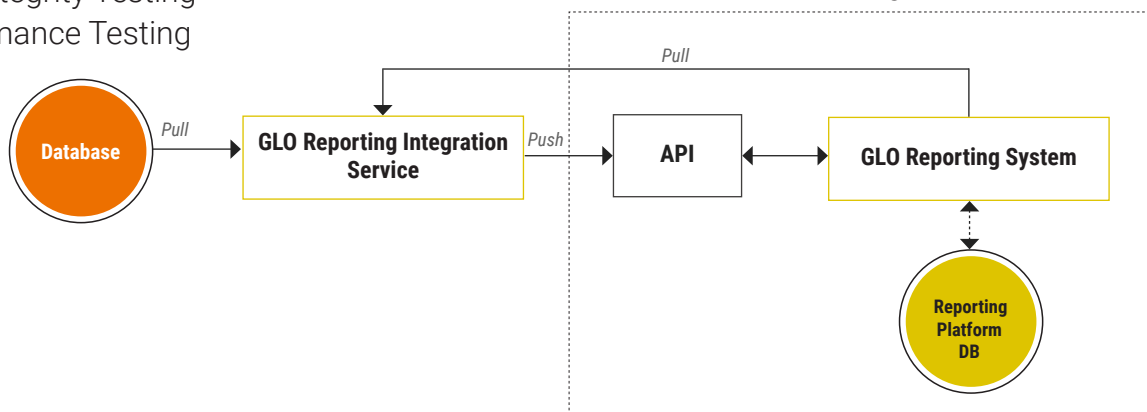 mance Testing
Pull
Database
Pull
GLO Reporting Integration
Service
Push
API
GLO Reporting System
Reporting
Platform
DB